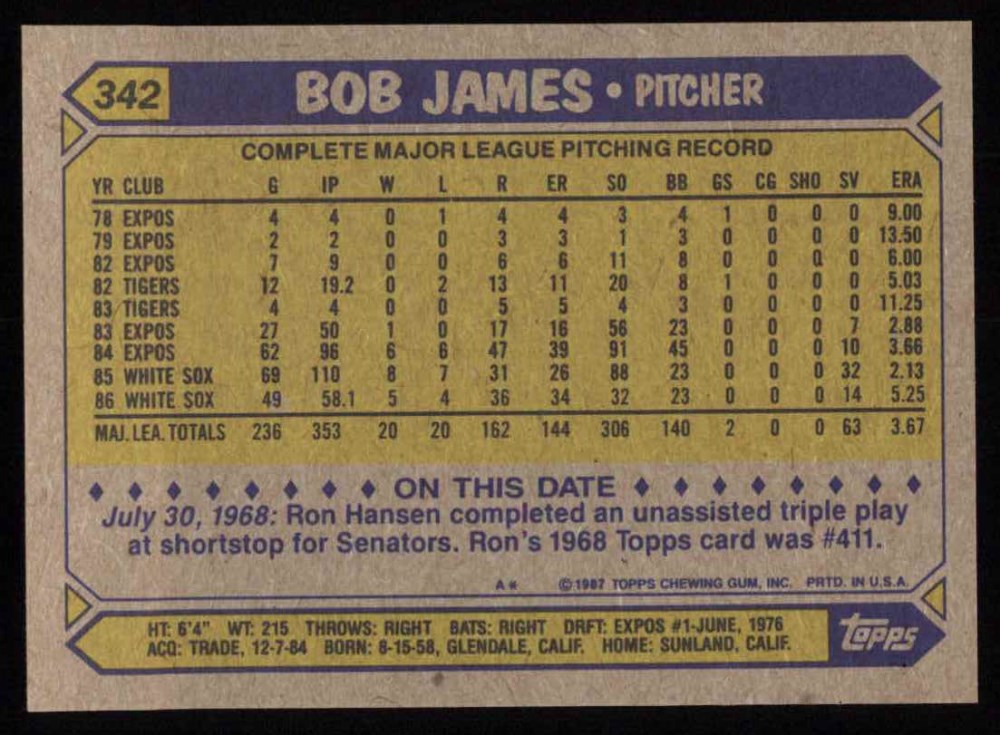 342 BOB JAMES • PITCHER
COMPLETE MAJOR LEAGUE PITCHING RECORD
YR CLUB G IP W L R ER SO BB GS CG SHO SV ERA
78 EXPOS 4 4 0 1 4 4 3 4 1 0 0 0 9.00
79 EXPOS 2 2 0 0 3 3 1 3 0 0 0 0 13.50
82 EXPOS 7 9 0 0 6 6 11 8 0 0 0 0 6.00
82 TIGERS 12 19.2 0 2 13 11 20 8 1 0 0 0 5.03
83 TIGERS 4 4 0 0 5 5 4 3 0 0 0 0 11.25
83 EXPOS 27 50 1 0 17 16 56 23 0 0 0 7 2.88
84 EXPOS 62 96 6 6 47 39 91 45 0 0 0 10 3.66
85 WHITE SOX 69 110 8 7 31 26 88 23 0 0 0 32 2.13
86 WHITE SOX 49 58.1 5 4 36 34 32 23 0 0 0 14 5.25
MAJ. LEA. TOTALS 236 353 20 20 162 144 306 140 2 0 0 63 3.67
ON THIS DATE
July 30, 1968: Ron Hansen completed an unassisted triple play
at shortstop for Senators. Ron's 1968 Topps card was #411.
A* © 1987 TOPPS CHEWING GUM, INC. PRTD. IN U.S.A.
HT: 6'4" WT: 215 THROWS: RIGHT BATS: RIGHT DRFT: EXPOS #1-JUNE, 1976
ACQ: TRADE, 12-7-84 BORN: 8-15-58, GLENDALE, CALIF. HOME: SUNLAND, CALIF.
topps